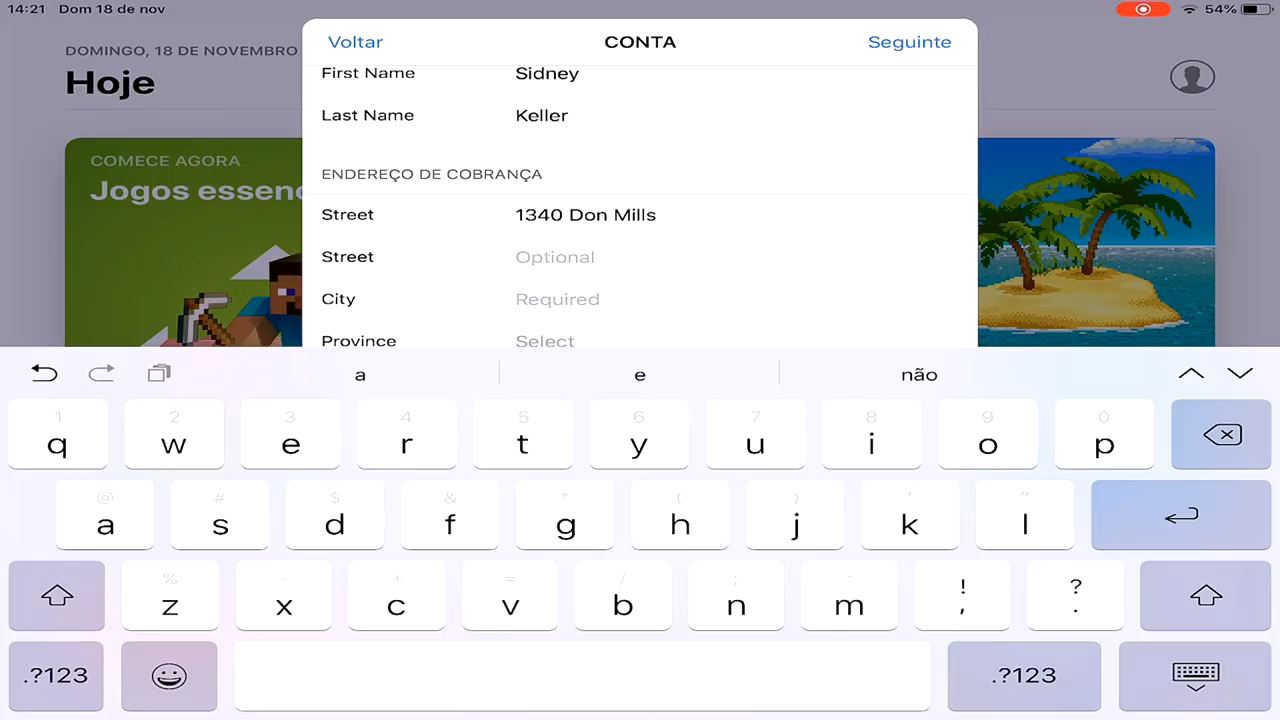 14:21 Dom 18 de nov 54%
DOMINGO, 18 DE NOVEMBRO
Hoje
COMECE AGORA
Jogos essen
Voltar CONTA Seguinte
First Name Sidney
Last Name Keller
ENDEREÇO DE COBRANÇA
Street 1340 Don Mills
Street Optional
City Required
Province Select
a e não
1 2 3 4 5 6 7 8 9 0
q w e r t y u i o p
@ # $ & * ( ) ' "
a s d f g h j k l
% - + = / ; : ! ?
z x c v b n m , .
.?123 .?123